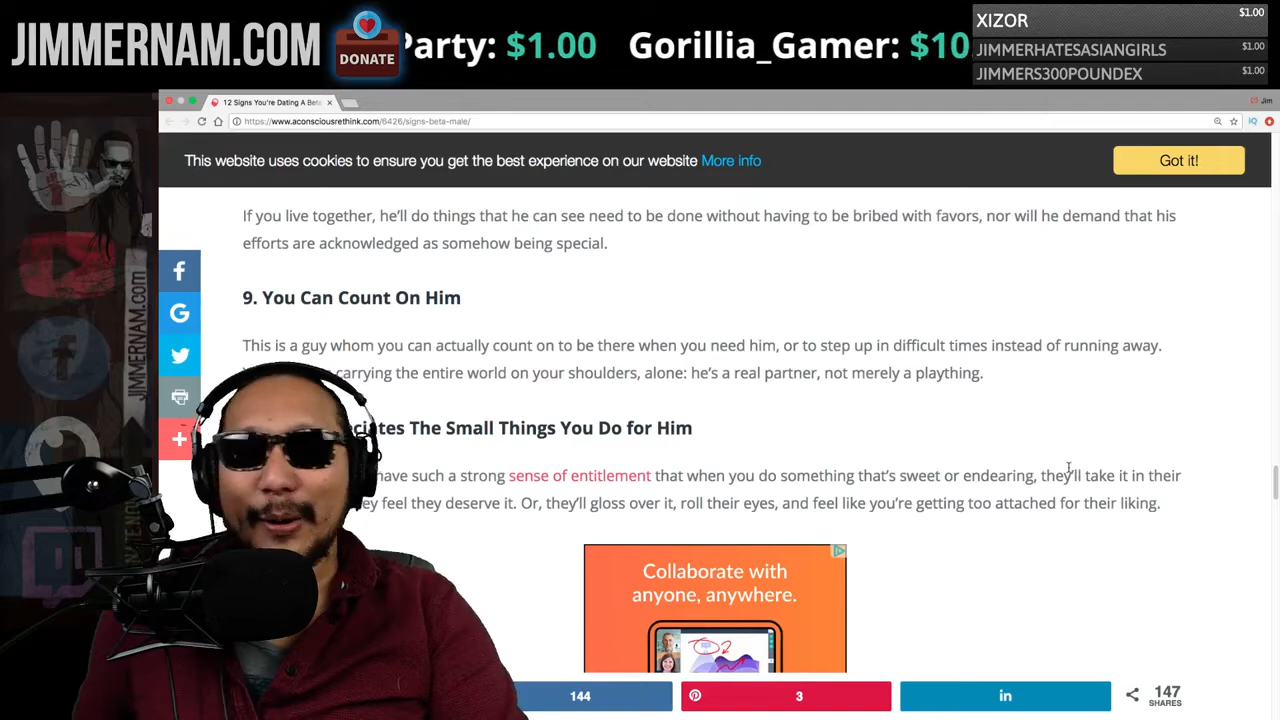 JIMMERNAM.COM
DONATE
Party: $1.00 Gorillia_Gamer: $10
XIZOR $1.00
JIMMERHATESASIANGIRLS $1.00
JIMMERS300POUNDEX $1.00
12 Signs You're Dating A Beta
Jim
https://www.aconsciousrethink.com/6426/signs-beta-male/
This website uses cookies to ensure you get the best experience on our website More info
Got it!
If you live together, he'll do things that he can see need to be done without having to be bribed with favors, nor will he demand that his
efforts are acknowledged as somehow being special.
9. You Can Count On Him
This is a guy whom you can actually count on to be there when you need him, or to step up in difficult times instead of running away.
carrying the entire world on your shoulders, alone: he's a real partner, not merely a plaything.
The Small Things You Do for Him
have such a strong sense of entitlement that when you do something that's sweet or endearing, they'll take it in their
they feel they deserve it. Or, they'll gloss over it, roll their eyes, and feel like you're getting too attached for their liking.
Collaborate with
anyone, anywhere.
144
3
147
SHARES
JIMMERNAM.COM